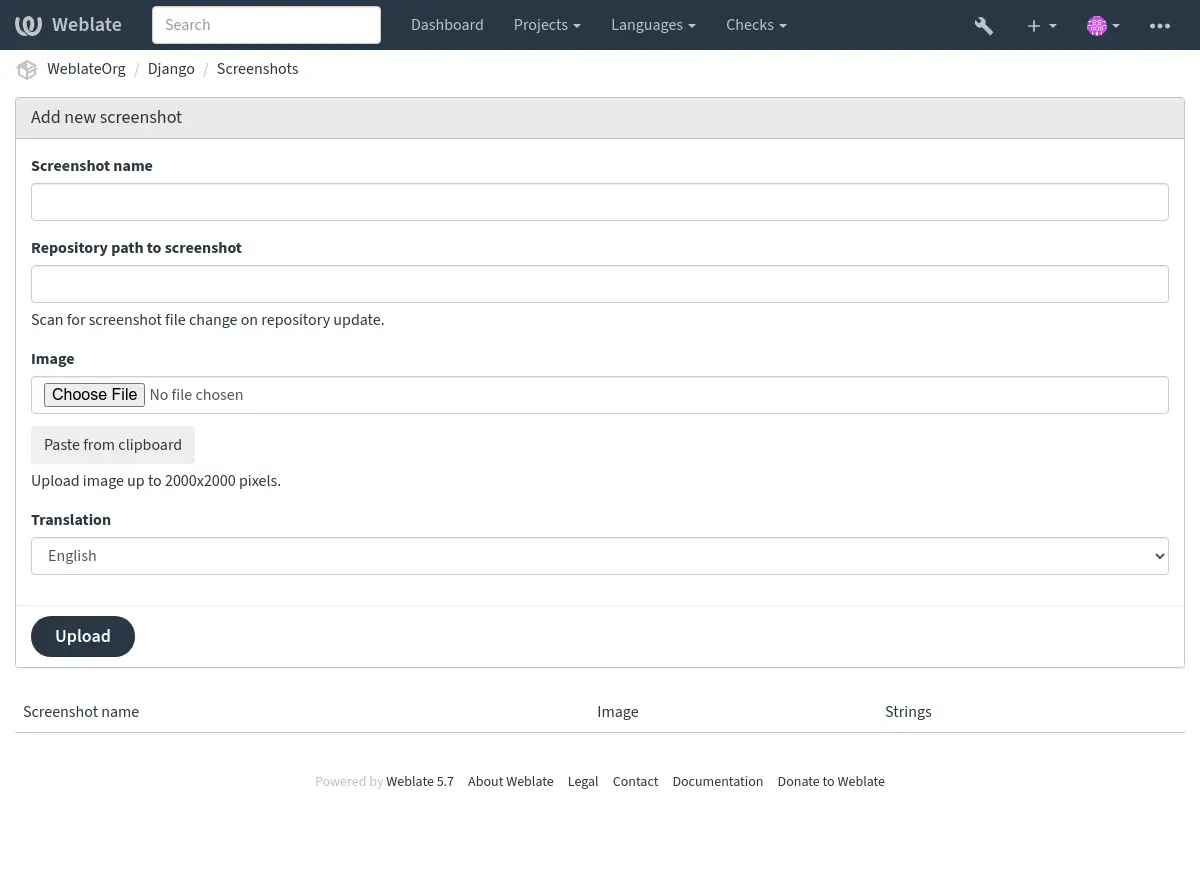 Weblate Search Dashboard Projects Languages Checks
WeblateOrg / Django / Screenshots
Add new screenshot
Screenshot name
Repository path to screenshot
Scan for screenshot file change on repository update.
Image
Choose File No file chosen
Paste from clipboard
Upload image up to 2000x2000 pixels.
Translation
English
Upload
Screenshot name Image Strings
Powered by Weblate 5.7 About Weblate Legal Contact Documentation Donate to Weblate